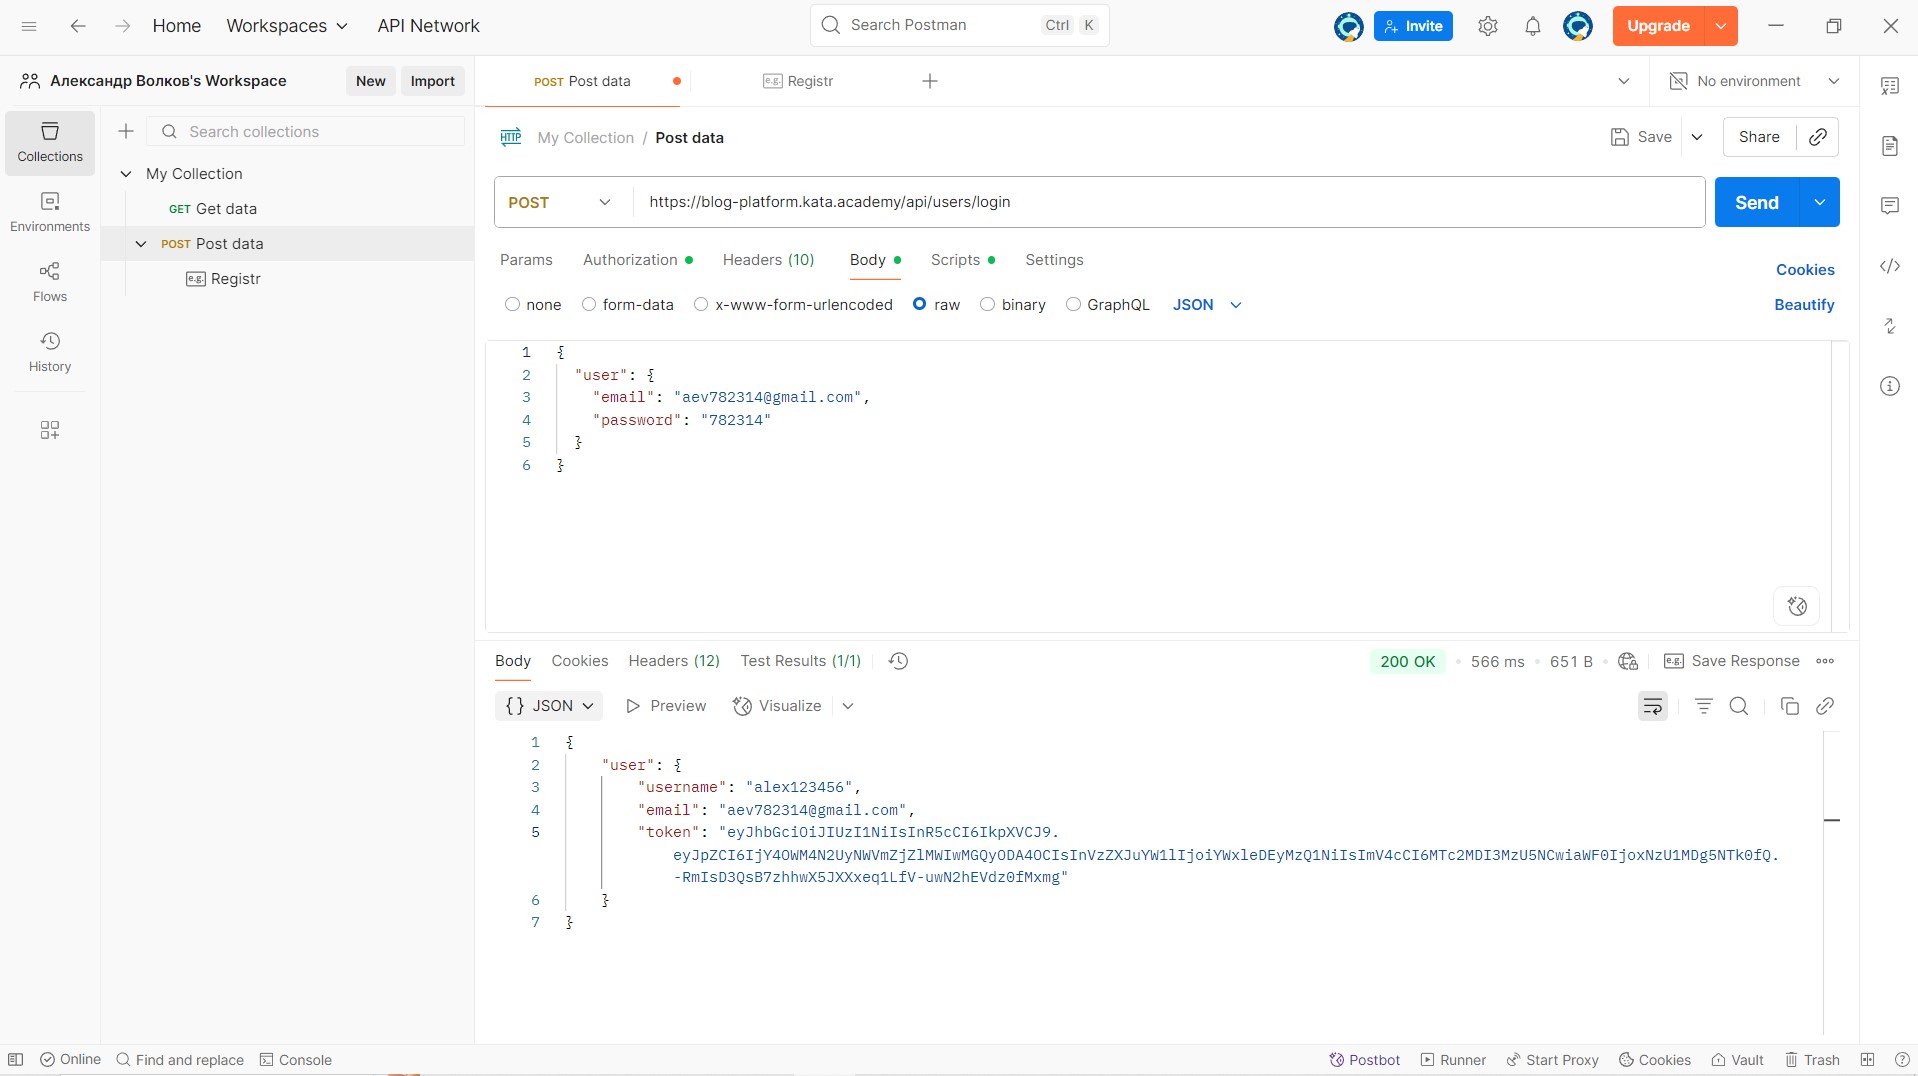 Home Workspaces API Network Search Postman Ctrl K Invite Upgrade
Александр Волков's Workspace New Import POST Post data e.g. Registr No environment
Collections
Environments
Flows
History
Search collections
My Collection
GET Get data
POST Post data
e.g. Registr
HTTP My Collection / Post data Save Share
POST https://blog-platform.kata.academy/api/users/login Send
Params Authorization Headers (10) Body Scripts Settings Cookies
none form-data x-www-form-urlencoded raw binary GraphQL JSON Beautify
1 {
2 "user": {
3 "email": "aev782314@gmail.com",
4 "password": "782314"
5 }
6 }
Body Cookies Headers (12) Test Results (1/1) 200 OK • 566 ms • 651 B • e.g. Save Response
{} JSON Preview Visualize
1 {
2 "user": {
3 "username": "alex123456",
4 "email": "aev782314@gmail.com",
5 "token": "eyJhbGciOiJIUzI1NiIsInR5cCI6IkpXVCJ9.
eyJpZCI6IjY4OWM4N2UyNWVmZjZlMWIwMGQyODA4OCIsInVzZXJuYW1lIjoiYWxleDEyMzQ1NiIsImV4cCI6MTc2MDI3MzU5NCwiaWF0IjoxNzU1MDg5NTk0fQ.
-RmIsD3QsB7zhhwX5JXXxeq1LfV-uwN2hEVdz0fMxmg"
6 }
7 }
Online Find and replace Console Postbot Runner Start Proxy Cookies Vault Trash